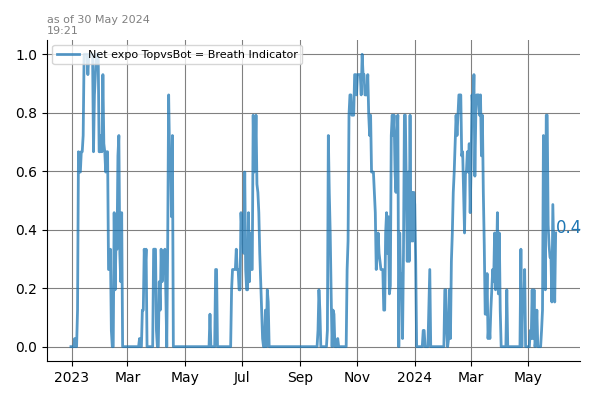 as of 30 May 2024
19:21
Net expo TopvsBot = Breath Indicator
1.0
0.8
0.6
0.4
0.4
0.2
0.0
2023 Mar May Jul Sep Nov 2024 Mar May